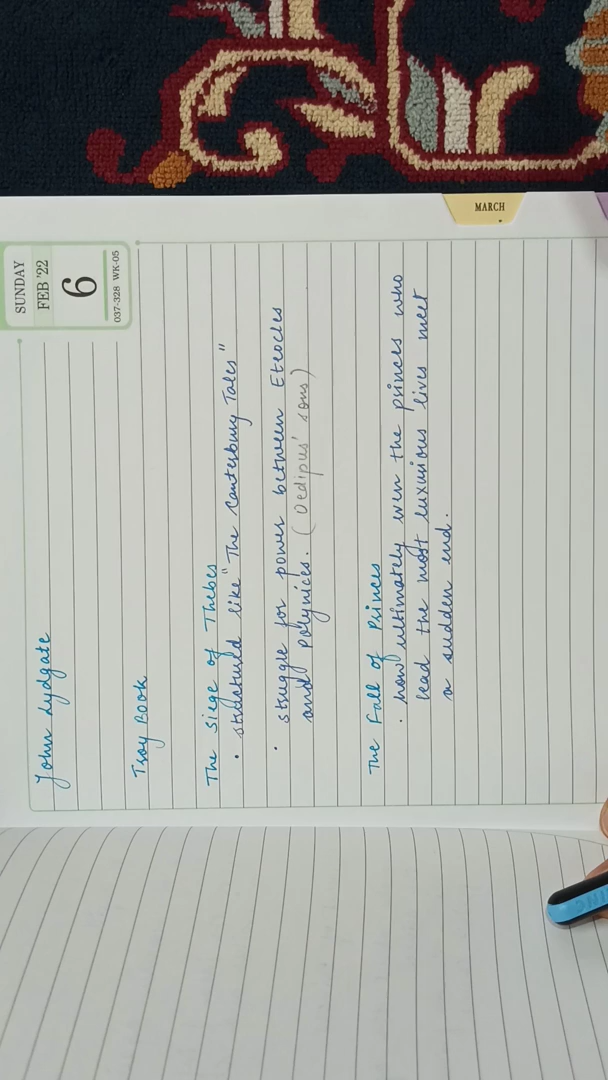 SUNDAY
FEB '22
6
037-328 WK-05
MARCH
John Lydgate
Troy Book
The Siege of Thebes
• structured like "The Canterbury Tales"
• struggle for power between Eteocles
and Polynices. (Oedipus' sons)
The Fall of Princes
• how ultimately even the princes who
lead the most luxurious lives meet
a sudden end.